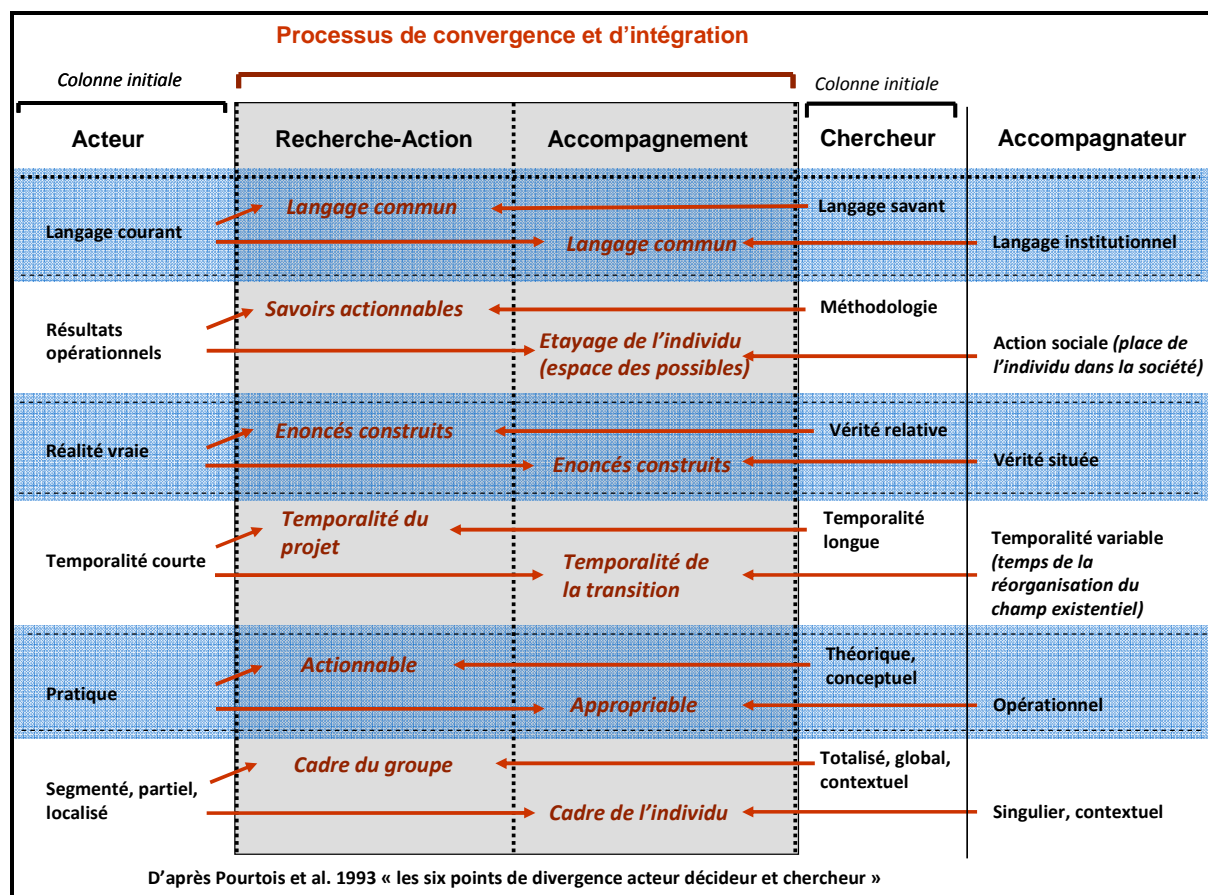 Processus de convergence et d'intégration
Colonne initiale
Colonne initiale
Acteur
Recherche-Action
Accompagnement
Chercheur
Accompagnateur
Langage courant
Langage commun
Langage savant
Langage commun
Langage institutionnel
Résultats
opérationnels
Savoirs actionnables
Méthodologie
Etayage de l'individu
(espace des possibles)
Action sociale (place de
l'individu dans la société)
Réalité vraie
Enoncés construits
Vérité relative
Enoncés construits
Vérité située
Temporalité courte
Temporalité du
projet
Temporalité
longue
Temporalité de
la transition
Temporalité variable
(temps de la
réorganisation du
champ existentiel)
Pratique
Actionnable
Théorique,
conceptuel
Appropriable
Opérationnel
Segmenté, partiel,
localisé
Cadre du groupe
Totalisé, global,
contextuel
Cadre de l'individu
Singulier, contextuel
D'après Pourtois et al. 1993 « les six points de divergence acteur décideur et chercheur »